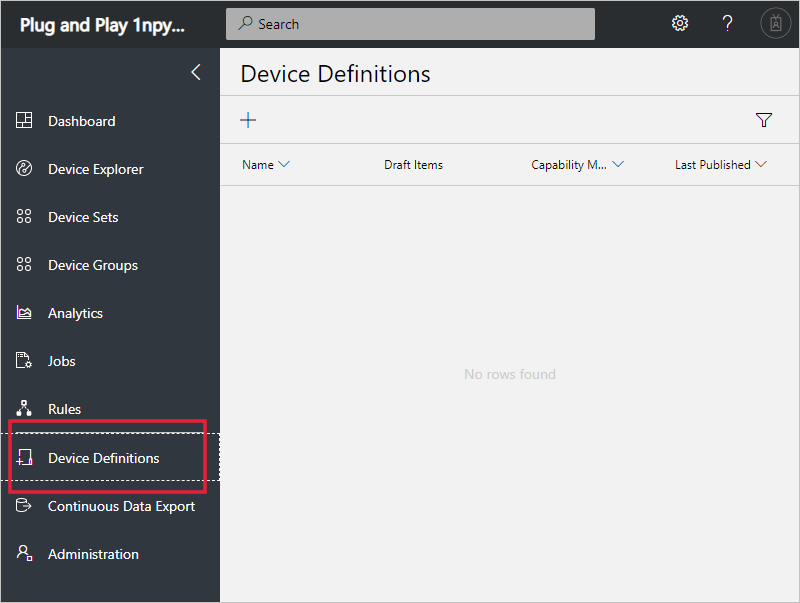 Plug and Play 1npy...
Search
?
Device Definitions
Name
Draft Items
Capability M...
Last Published
No rows found
Dashboard
Device Explorer
Device Sets
Device Groups
Analytics
Jobs
Rules
Device Definitions
Continuous Data Export
Administration